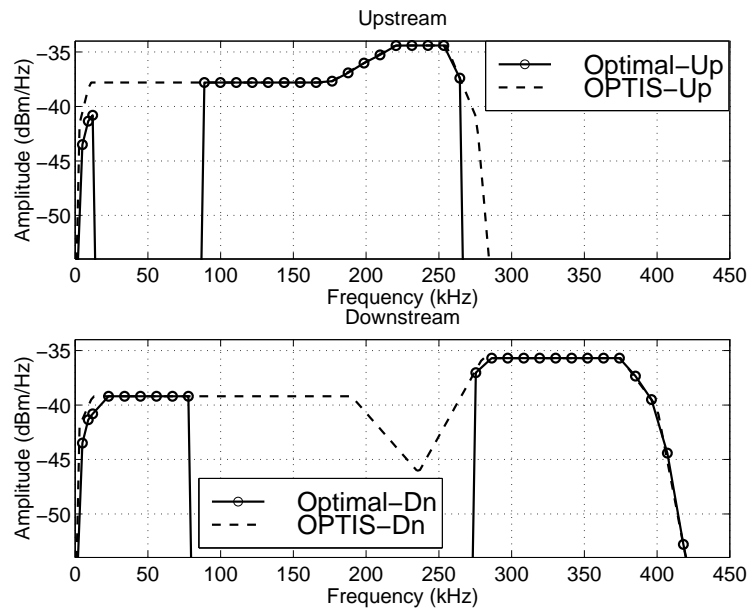 Upstream
Amplitude (dBm/Hz)
−35
−40
−45
−50
Optimal−Up
OPTIS−Up
0 50 100 150 200 250 300 350 400 450
Frequency (kHz)
Downstream
Amplitude (dBm/Hz)
−35
−40
−45
−50
Optimal−Dn
OPTIS−Dn
0 50 100 150 200 250 300 350 400 450
Frequency (kHz)